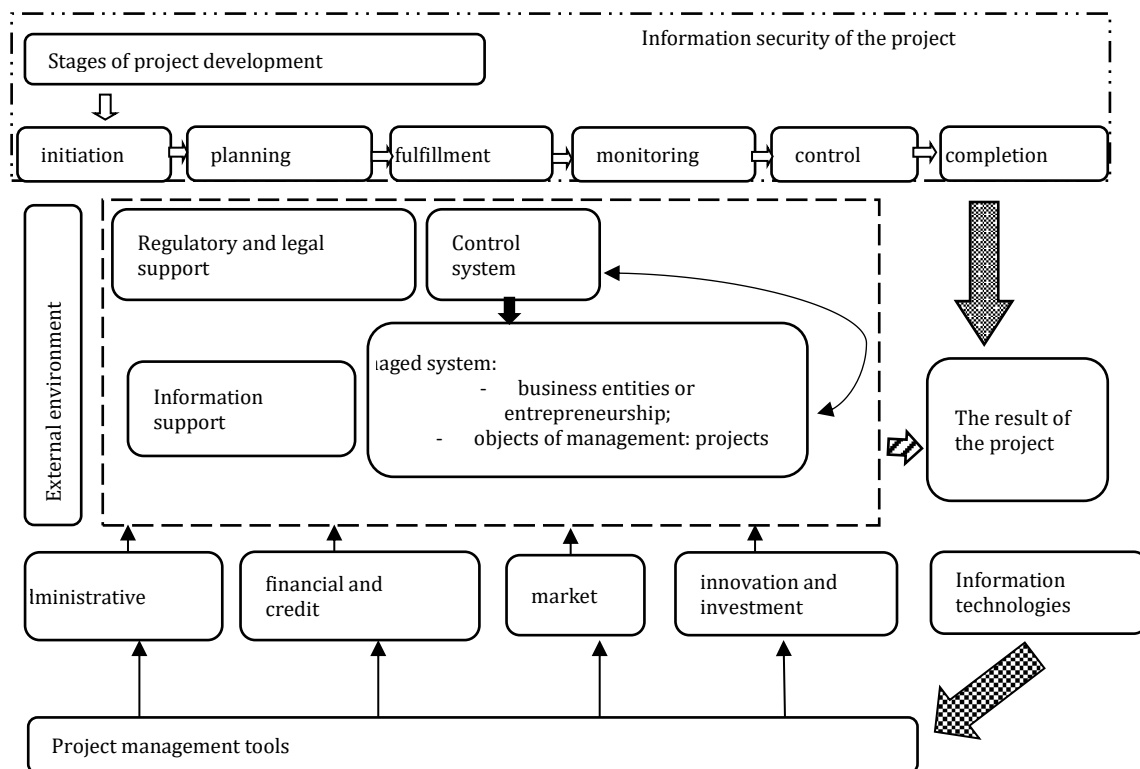 Information security of the project
Stages of project development
initiation
planning
fulfillment
monitoring
control
completion
External environment
Regulatory and legal
support
Control
system
naged system:
- business entities or
entrepreneurship;
- objects of management: projects
Information
support
The result of
the project
dministrative
financial and
credit
market
innovation and
investment
Information
technologies
Project management tools